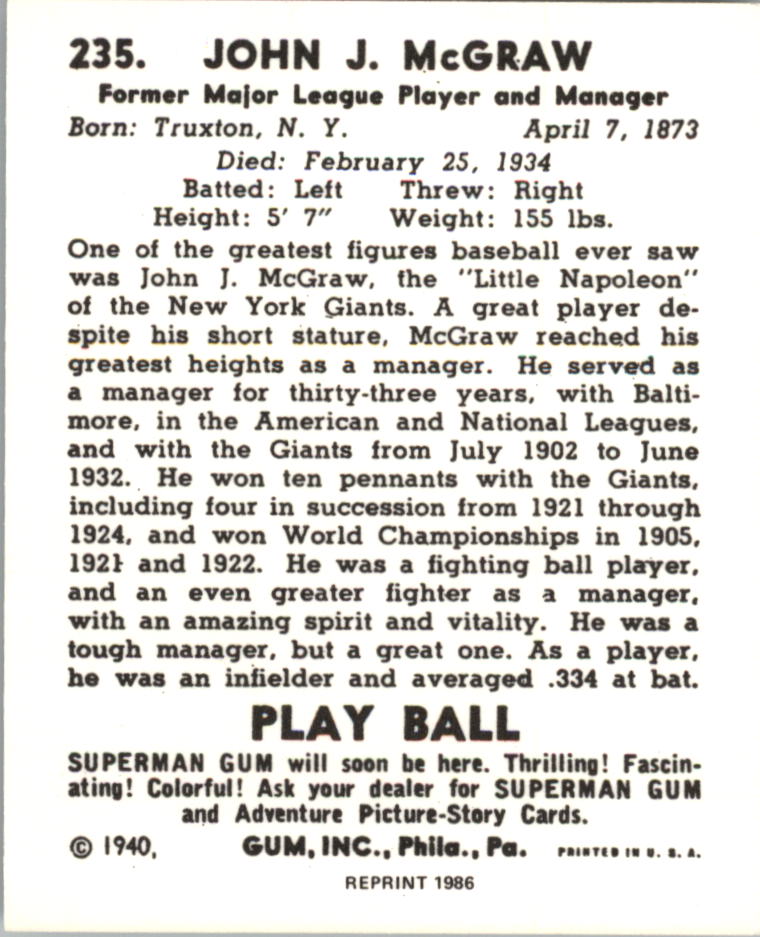 235. JOHN J. McGRAW
Former Major League Player and Manager
Born: Truxton, N. Y. April 7, 1873
Died: February 25, 1934
Batted: Left Threw: Right
Height: 5' 7" Weight: 155 lbs.
One of the greatest figures baseball ever saw
was John J. McGraw, the "Little Napoleon"
of the New York Giants. A great player de-
spite his short stature, McGraw reached his
greatest heights as a manager. He served as
a manager for thirty-three years, with Balti-
more, in the American and National Leagues,
and with the Giants from July 1902 to June
1932. He won ten pennants with the Giants,
including four in succession from 1921 through
1924, and won World Championships in 1905,
1921 and 1922. He was a fighting ball player,
and an even greater fighter as a manager,
with an amazing spirit and vitality. He was a
tough manager, but a great one. As a player,
he was an infielder and averaged .334 at bat.
PLAY BALL
SUPERMAN GUM will soon be here. Thrilling! Fascin-
ating! Colorful! Ask your dealer for SUPERMAN GUM
and Adventure Picture-Story Cards.
© 1940, GUM, INC., Phila., Pa. PRINTED IN U. S. A.
REPRINT 1986